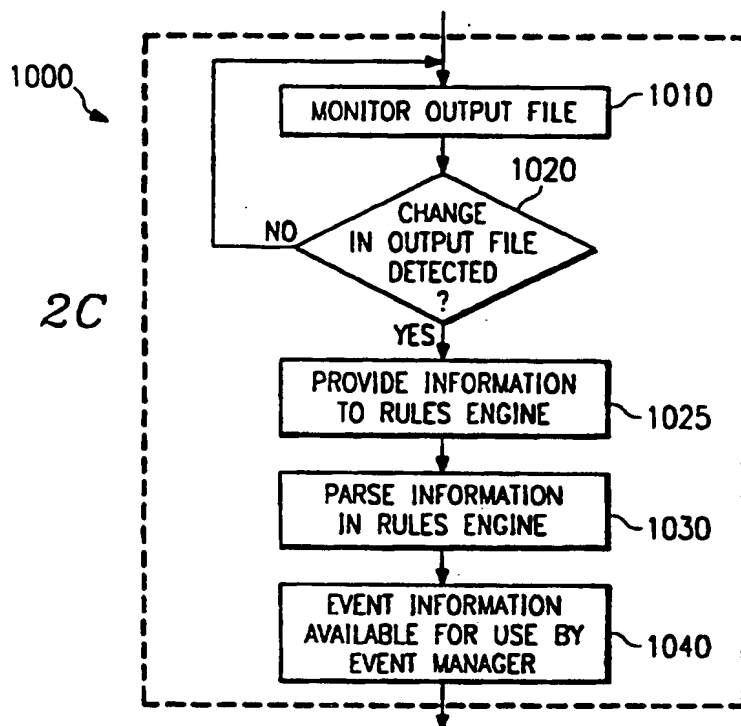 1000
MONITOR OUTPUT FILE
1010
1020
CHANGE
IN OUTPUT FILE
DETECTED
?
NO
2C
YES
PROVIDE INFORMATION
TO RULES ENGINE
1025
PARSE INFORMATION
IN RULES ENGINE
1030
EVENT INFORMATION
AVAILABLE FOR USE BY
EVENT MANAGER
1040